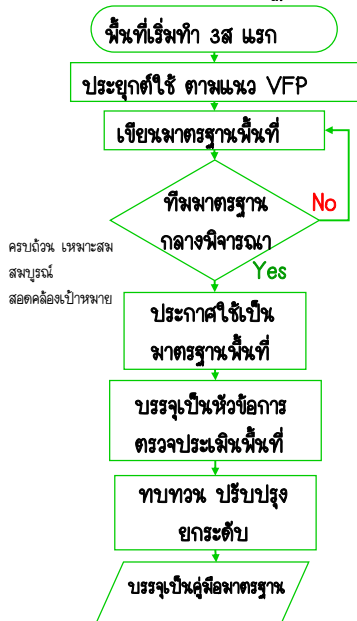 พื้นที่เริ่มทำ 3ส แรก
ประยุกต์ใช้ ตามแนว VFP
เขียนมาตรฐานพื้นที่
ทีมมาตรฐาน
กลางพิจารณา
No
ครบถ้วน เหมาะสม
สมบูรณ์
สอดคล้องเป้าหมาย
Yes
ประกาศใช้เป็น
มาตรฐานพื้นที่
บรรจุเป็นหัวข้อการ
ตรวจประเมินพื้นที่
ทบทวน ปรับปรุง
ยกระดับ
บรรจุเป็นคู่มือมาตรฐาน